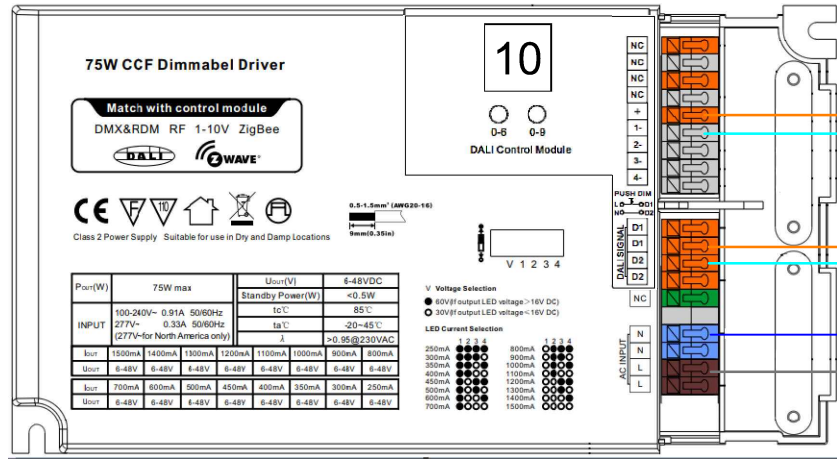 75W CCF Dimmabel Driver
Match with control module
DMX&RDM RF 1-10V ZigBee
DALI
Z WAVE®
10
0-6 0-9
DALI Control Module
NC
NC
NC
NC
+
1-
2-
3-
4-
PUSH DIM
L D1
N D2
DALI SIGNAL
D1
D1
D2
D2
NC
AC INPUT
N
N
L
L
CE F 110
Class 2 Power Supply Suitable for use in Dry and Damp Locations
0.5-1.5mm² (AWG20-16)
9mm(0.35in)
V 1 2 3 4
V Voltage Selection
60V(if output LED voltage＞16V DC)
30V(if output LED voltage＜16V DC)
LED Current Selection
1 2 3 4 1 2 3 4
250mA 800mA
300mA 900mA
350mA 1000mA
400mA 1100mA
450mA 1200mA
500mA 1300mA
600mA 1400mA
700mA 1500mA
POUT(W) 75W max UOUT(V) 6-48VDC
Standby Power(W) <0.5W
INPUT 100-240V~ 0.91A 50/60Hz tc℃ 85℃
277V~ 0.33A 50/60Hz ta℃ -20~45℃
(277V~for North America only) λ >0.95@230VAC
IOUT 1500mA 1400mA 1300mA 1200mA 1100mA 1000mA 900mA 800mA
UOUT 6-48V 6-48V 6-48V 6-48V 6-48V 6-48V 6-48V 6-48V
IOUT 700mA 600mA 500mA 450mA 400mA 350mA 300mA 250mA
UOUT 6-48V 6-48V 6-48V 6-48V 6-48V 6-48V 6-48V 6-48V